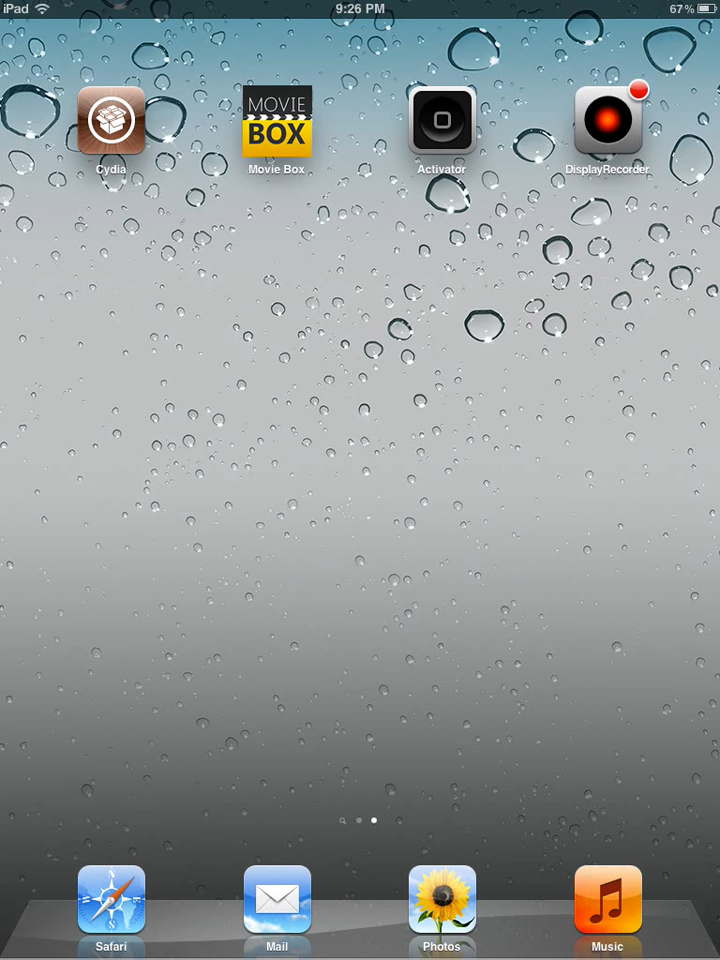 iPad 9:26 PM 67%
MOVIE
BOX
Cydia Movie Box Activator DisplayRecorder
Safari Mail Photos Music